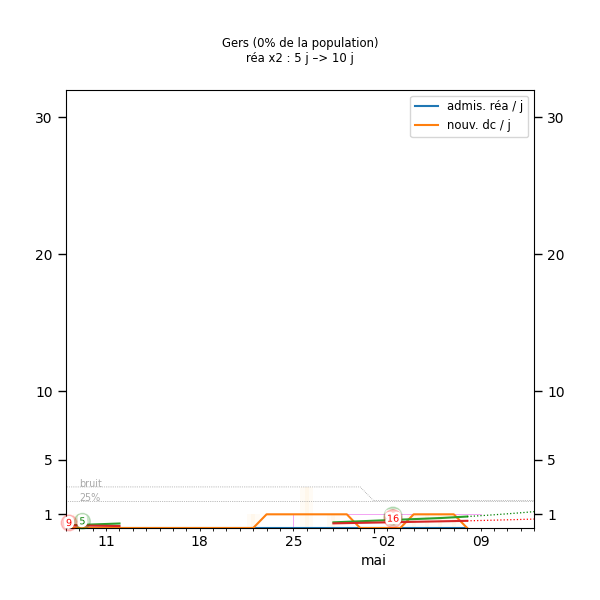 Gers (0% de la population)
réa x2 : 5 j –> 10 j
admis. réa / j
nouv. dc / j
30 30
20 20
10 10
5 5
bruit
25%
1 1
9 5 16
11 18 25 02 09
mai